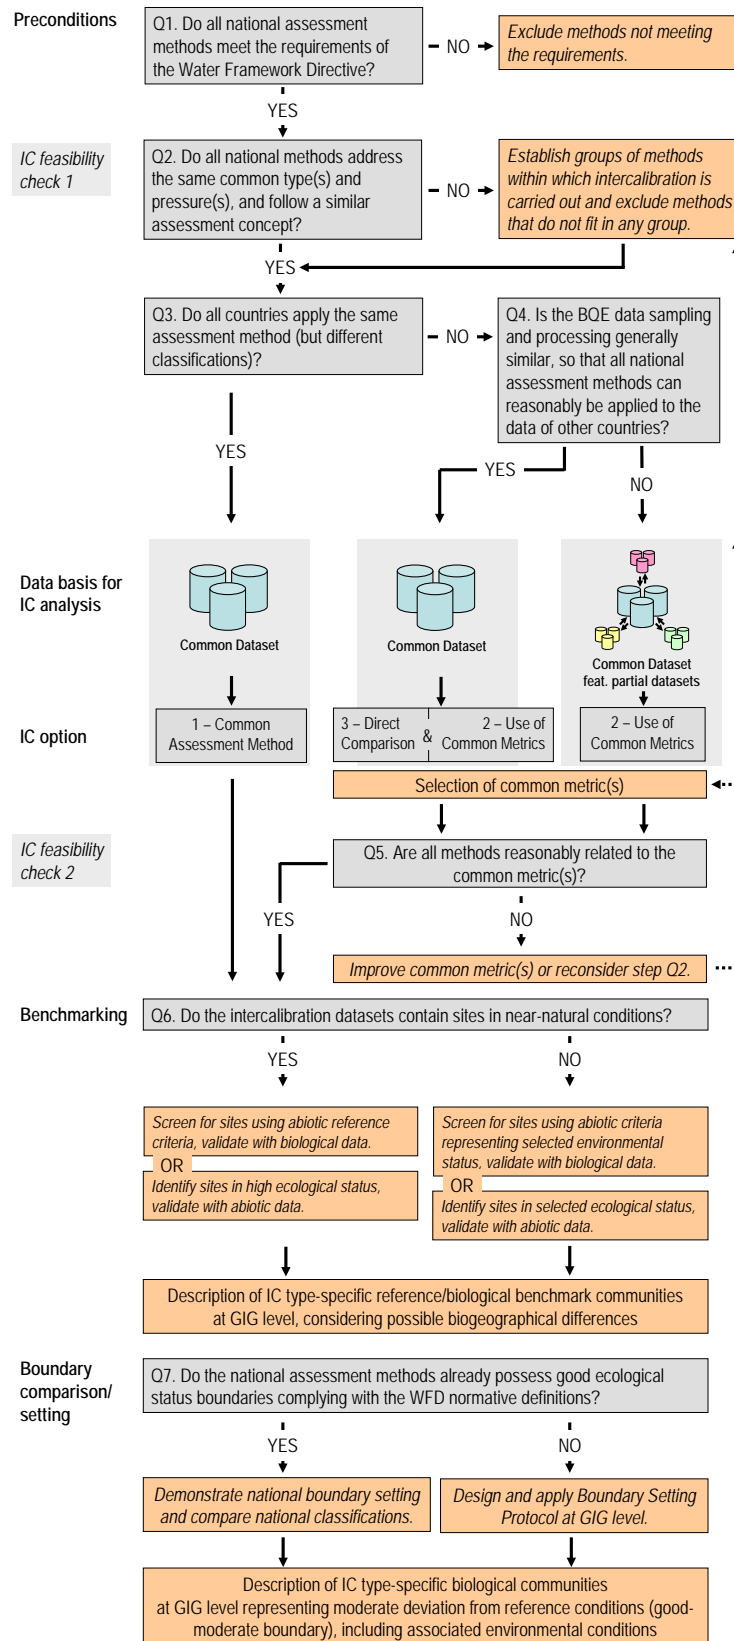 Preconditions
Q1. Do all national assessment
methods meet the requirements of
the Water Framework Directive?
NO
Exclude methods not meeting
the requirements.
YES
IC feasibility
check 1
Q2. Do all national methods address
the same common type(s) and
pressure(s), and follow a similar
assessment concept?
NO
Establish groups of methods
within which intercalibration is
carried out and exclude methods
that do not fit in any group.
YES
Q3. Do all countries apply the same
assessment method (but different
classifications)?
NO
Q4. Is the BQE data sampling
and processing generally
similar, so that all national
assessment methods can
reasonably be applied to the
data of other countries?
YES
YES
NO
Data basis for
IC analysis
Common Dataset
Common Dataset
Common Dataset
feat. partial datasets
IC option
1 – Common
Assessment Method
3 – Direct
Comparison
&
2 – Use of
Common Metrics
2 – Use of
Common Metrics
Selection of common metric(s)
IC feasibility
check 2
Q5. Are all methods reasonably related to the
common metric(s)?
YES
NO
Improve common metric(s) or reconsider step Q2.
Benchmarking
Q6. Do the intercalibration datasets contain sites in near-natural conditions?
YES
NO
Screen for sites using abiotic reference
criteria, validate with biological data.
OR
Identify sites in high ecological status,
validate with abiotic data.
Screen for sites using abiotic criteria
representing selected environmental
status, validate with biological data.
OR
Identify sites in selected ecological status,
validate with abiotic data.
Description of IC type-specific reference/biological benchmark communities
at GIG level, considering possible biogeographical differences
Boundary
comparison/
setting
Q7. Do the national assessment methods already possess good ecological
status boundaries complying with the WFD normative definitions?
YES
NO
Demonstrate national boundary setting
and compare national classifications.
Design and apply Boundary Setting
Protocol at GIG level.
Description of IC type-specific biological communities
at GIG level representing moderate deviation from reference conditions (good-
moderate boundary), including associated environmental conditions